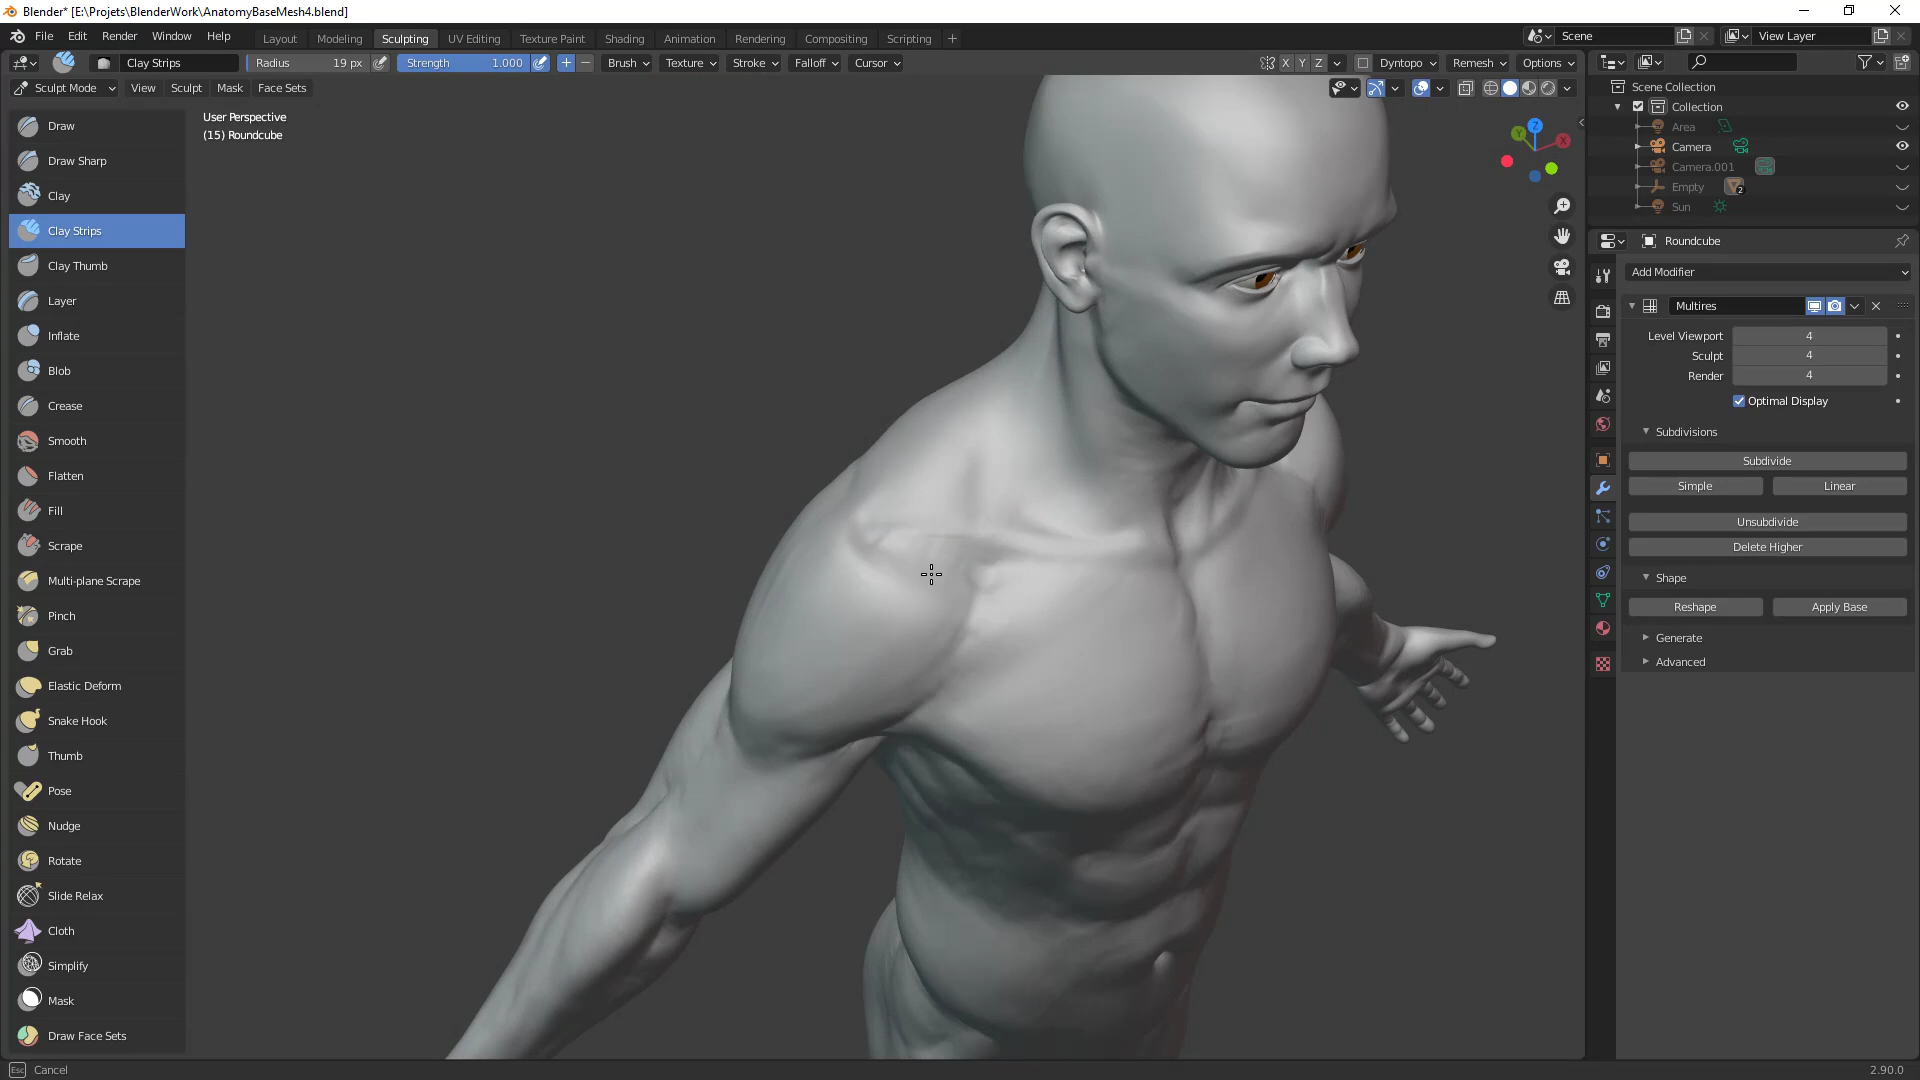 Blender* [E:\Projets\BlenderWork\AnatomyBaseMesh4.blend]
File Edit Render Window Help Layout Modeling Sculpting UV Editing Texture Paint Shading Animation Rendering Compositing Scripting + Scene View Layer
Clay Strips Radius 19 px Strength 1.000 + − Brush Texture Stroke Falloff Cursor X Y Z Dyntopo Remesh Options
Sculpt Mode View Sculpt Mask Face Sets
User Perspective
(15) Roundcube
Draw
Draw Sharp
Clay
Clay Strips
Clay Thumb
Layer
Inflate
Blob
Crease
Smooth
Flatten
Fill
Scrape
Multi-plane Scrape
Pinch
Grab
Elastic Deform
Snake Hook
Thumb
Pose
Nudge
Rotate
Slide Relax
Cloth
Simplify
Mask
Draw Face Sets
Z
Y
X
Scene Collection
Collection
Area
Camera
Camera.001
Empty 2
Sun
Roundcube
Add Modifier
Multires
Level Viewport 4
Sculpt 4
Render 4
Optimal Display
Subdivisions
Subdivide
Simple Linear
Unsubdivide
Delete Higher
Shape
Reshape Apply Base
Generate
Advanced
Esc Cancel
2.90.0